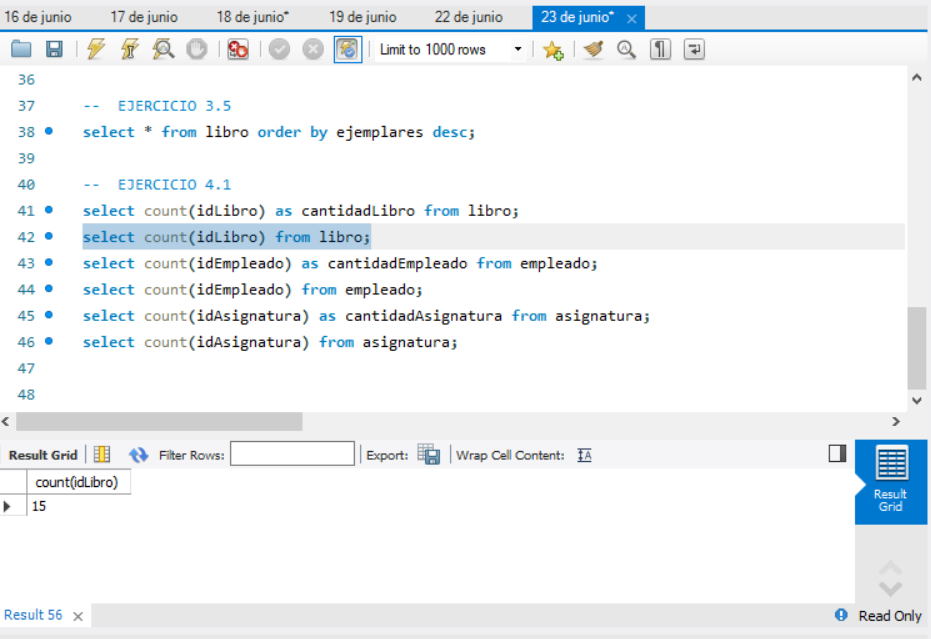 16 de junio 17 de junio 18 de junio* 19 de junio 22 de junio 23 de junio* ×
Limit to 1000 rows
36
37 -- EJERCICIO 3.5
38 select * from libro order by ejemplares desc;
39
40 -- EJERCICIO 4.1
41 select count(idLibro) as cantidadLibro from libro;
42 select count(idLibro) from libro;
43 select count(idEmpleado) as cantidadEmpleado from empleado;
44 select count(idEmpleado) from empleado;
45 select count(idAsignatura) as cantidadAsignatura from asignatura;
46 select count(idAsignatura) from asignatura;
47
48
Result Grid Filter Rows: Export: Wrap Cell Content: IA
count(idLibro)
15
Result
Grid
Result 56 × Read Only